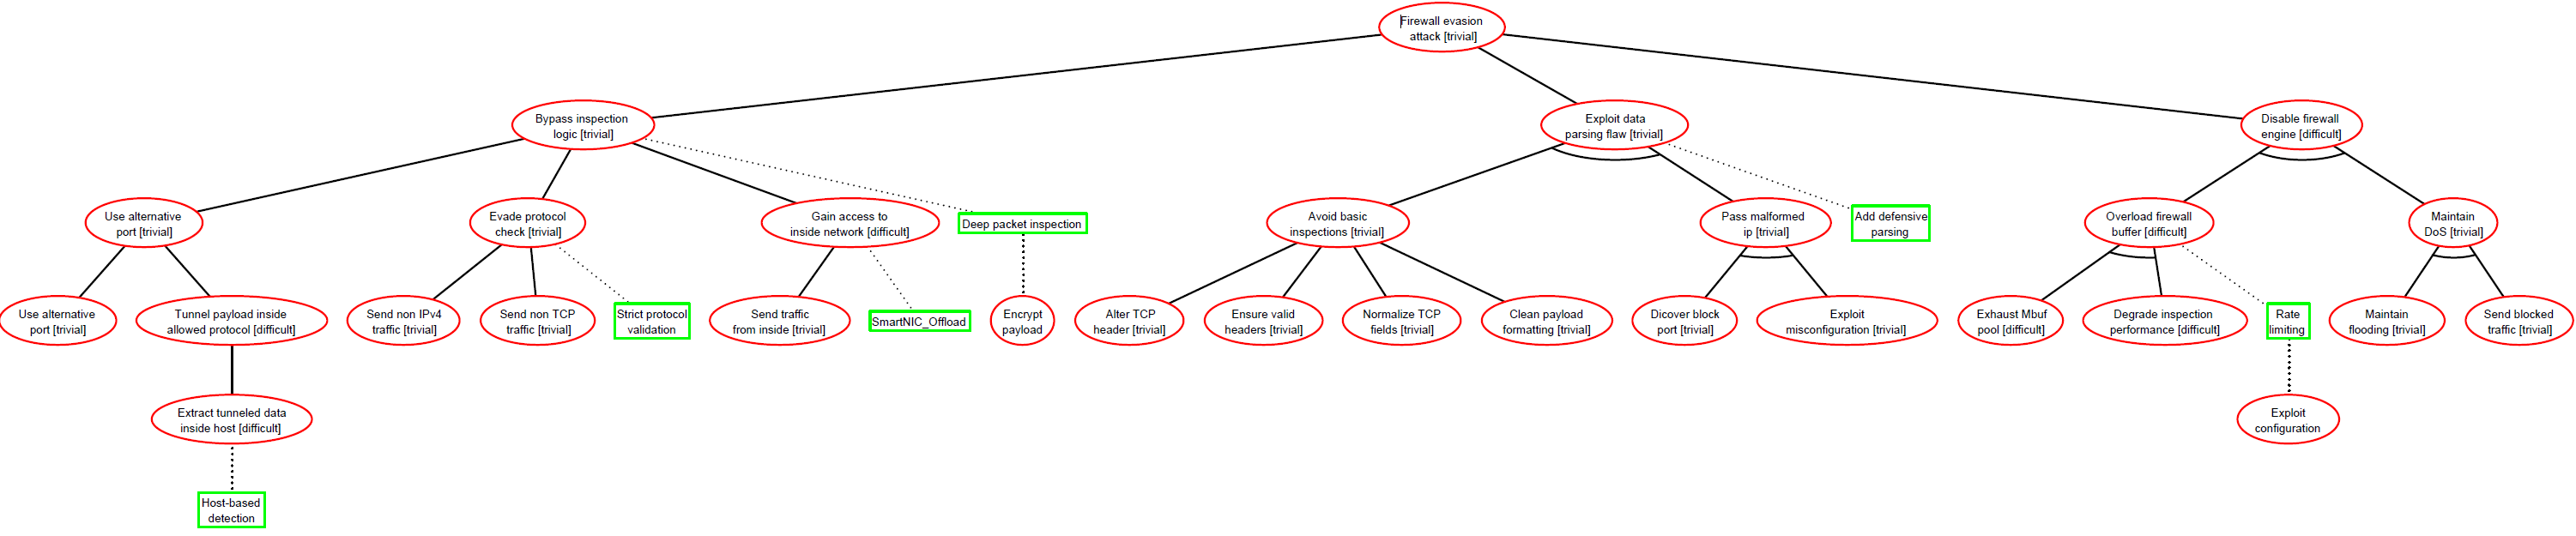 Firewall evasion
attack [trivial]
Bypass inspection
logic [trivial]
Exploit data
parsing flaw [trivial]
Disable firewall
engine [difficult]
Use alternative
port [trivial]
Evade protocol
check [trivial]
Gain access to
inside network [difficult]
Deep packet inspection
Avoid basic
inspections [trivial]
Pass malformed
ip [trivial]
Add defensive
parsing
Overload firewall
buffer [difficult]
Maintain
DoS [trivial]
Use alternative
port [trivial]
Tunnel payload inside
allowed protocol [difficult]
Send non IPv4
traffic [trivial]
Send non TCP
traffic [trivial]
Strict protocol
validation
Send traffic
from inside [trivial]
SmartNIC_Offload
Encrypt
payload
Alter TCP
header [trivial]
Ensure valid
headers [trivial]
Normalize TCP
fields [trivial]
Clean payload
formatting [trivial]
Dicover block
port [trivial]
Exploit
misconfiguration [trivial]
Exhaust Mbuf
pool [difficult]
Degrade inspection
performance [difficult]
Rate
limiting
Maintain
flooding [trivial]
Send blocked
traffic [trivial]
Extract tunneled data
inside host [difficult]
Exploit
configuration
Host-based
detection